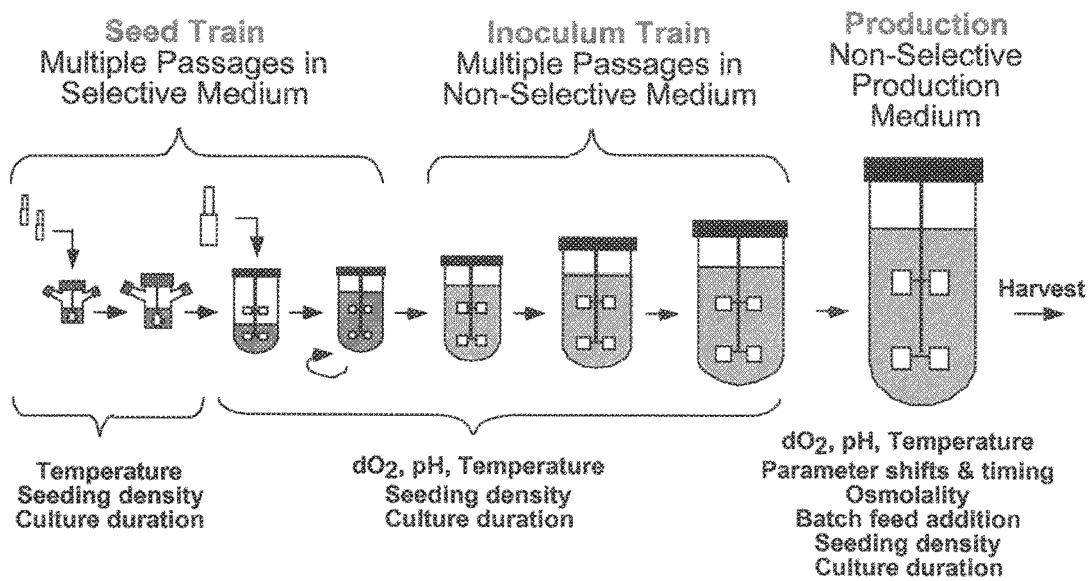 Seed Train
Multiple Passages in
Selective Medium
Inoculum Train
Multiple Passages in
Non-Selective Medium
Production
Non-Selective
Production
Medium
Harvest
Temperature
Seeding density
Culture duration
dO₂, pH, Temperature
Seeding density
Culture duration
dO₂, pH, Temperature
Parameter shifts & timing
Osmolality
Batch feed addition
Seeding density
Culture duration